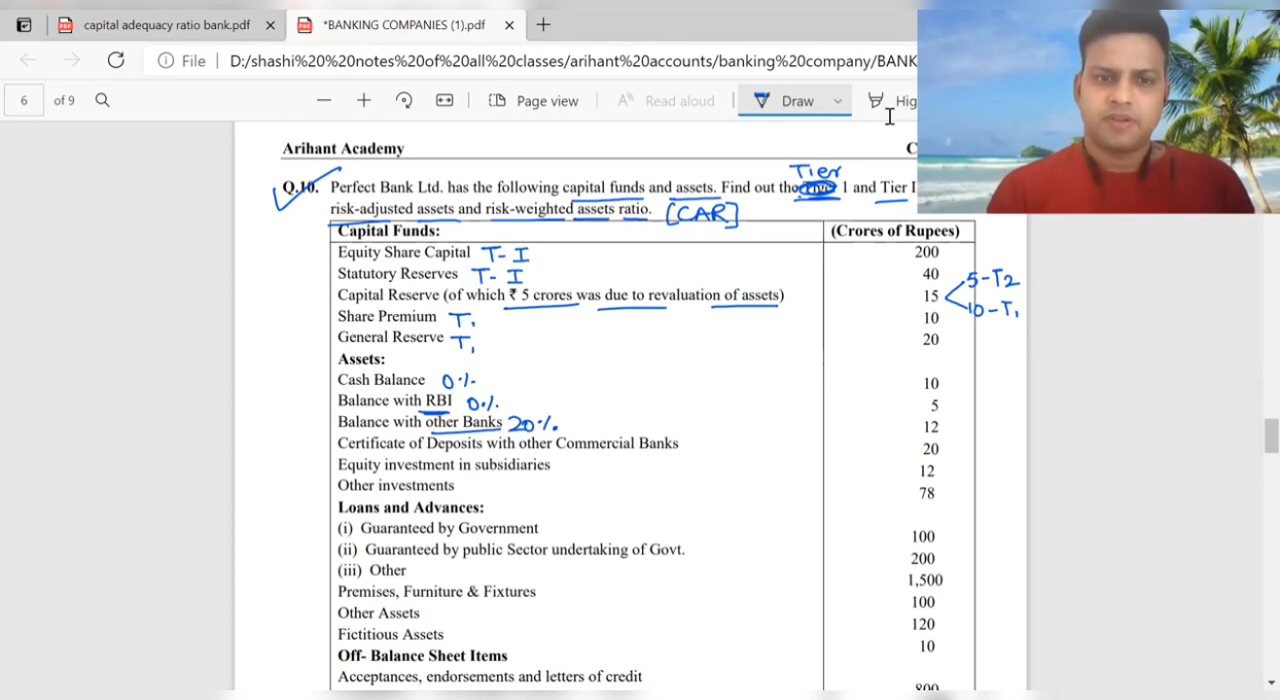 capital adequacy ratio bank.pdf
*BANKING COMPANIES (1).pdf
File
D:/shashi%20%20notes%20of%20all%20classes/arihant%20accounts/banking%20company/BANK
6 of 9
Page view
Read aloud
Draw
Hig
Arihant Academy
C
Tier
Q.10. Perfect Bank Ltd. has the following capital funds and assets. Find out the 1 and Tier I
risk-adjusted assets and risk-weighted assets ratio. [CAR]
Capital Funds: (Crores of Rupees)
Equity Share Capital T-I 200
Statutory Reserves T-I 40
5-T2
Capital Reserve (of which ₹ 5 crores was due to revaluation of assets) 15
10-T1
Share Premium T1 10
General Reserve T1 20
Assets:
Cash Balance 0% 10
Balance with RBI 0% 5
Balance with other Banks 20% 12
Certificate of Deposits with other Commercial Banks 20
Equity investment in subsidiaries 12
Other investments 78
Loans and Advances:
(i) Guaranteed by Government 100
(ii) Guaranteed by public Sector undertaking of Govt. 200
(iii) Other 1,500
Premises, Furniture & Fixtures 100
Other Assets 120
Fictitious Assets 10
Off- Balance Sheet Items
Acceptances, endorsements and letters of credit 800